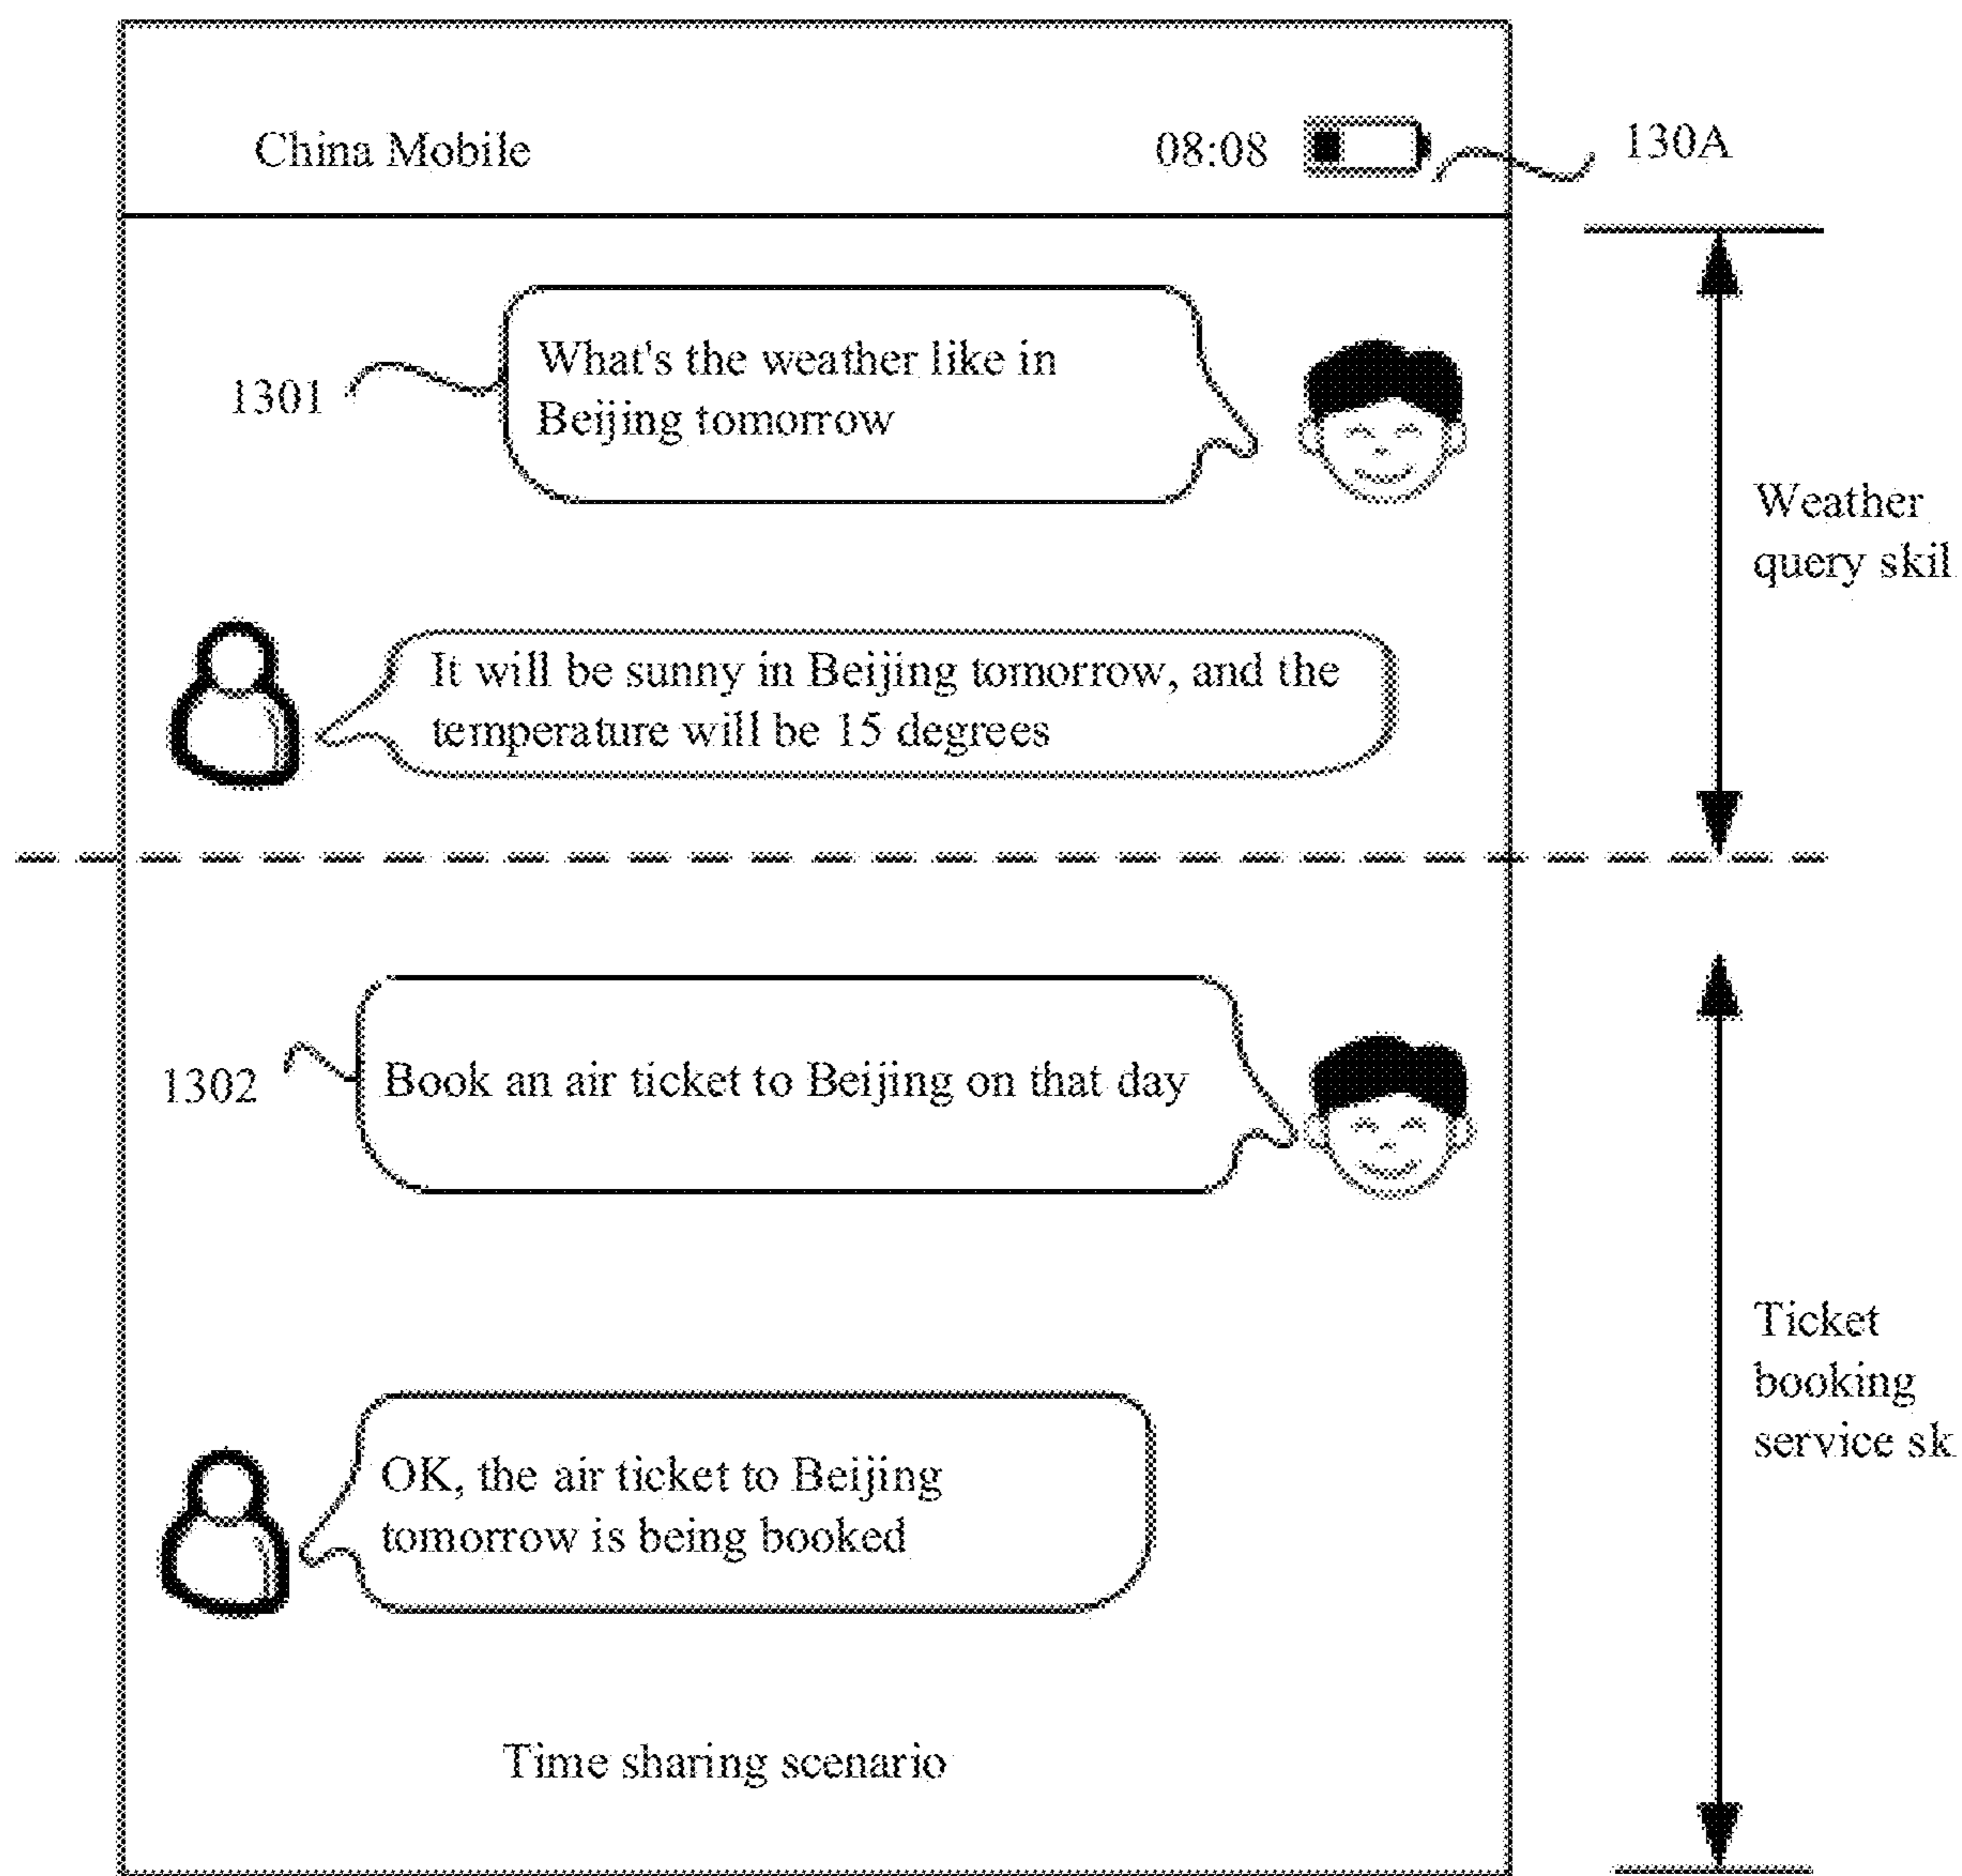 China Mobile 08:08
130A
1301
What's the weather like in
Beijing tomorrow
Weather
query skil
It will be sunny in Beijing tomorrow, and the
temperature will be 15 degrees
1302
Book an air ticket to Beijing on that day
Ticket
booking
service sk
OK, the air ticket to Beijing
tomorrow is being booked
Time sharing scenario